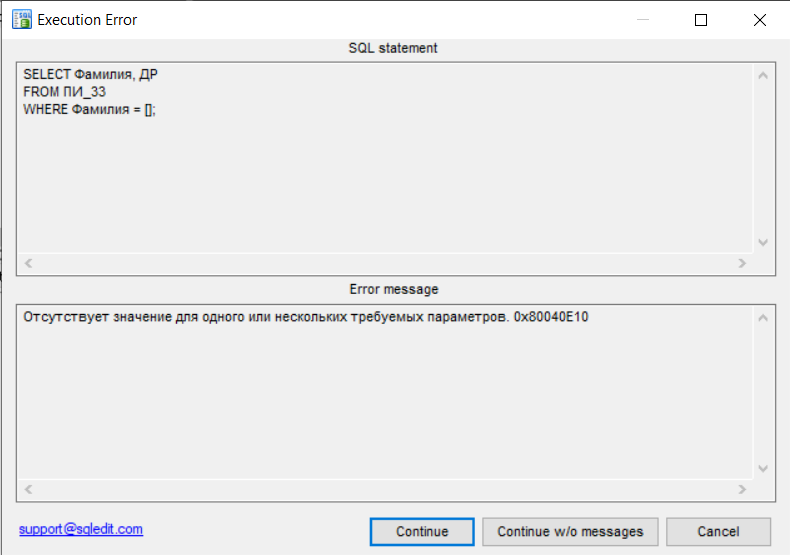 Execution Error
SQL statement
SELECT Фамилия, ДР
FROM ПИ_33
WHERE Фамилия = [];
Error message
Отсутствует значение для одного или нескольких требуемых параметров. 0x80040E10
support@sqledit.com
Continue
Continue w/o messages
Cancel